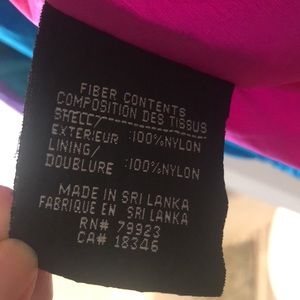 FIBER CONTENTS
COMPOSITION DES TISSUS
SHELL/
EXTERIEUR :100%NYLON
LINING/
DOUBLURE :100%NYLON
MADE IN SRI LANKA
FABRIQUE EN SRI LANKA
RN# 79923
CA# 18346